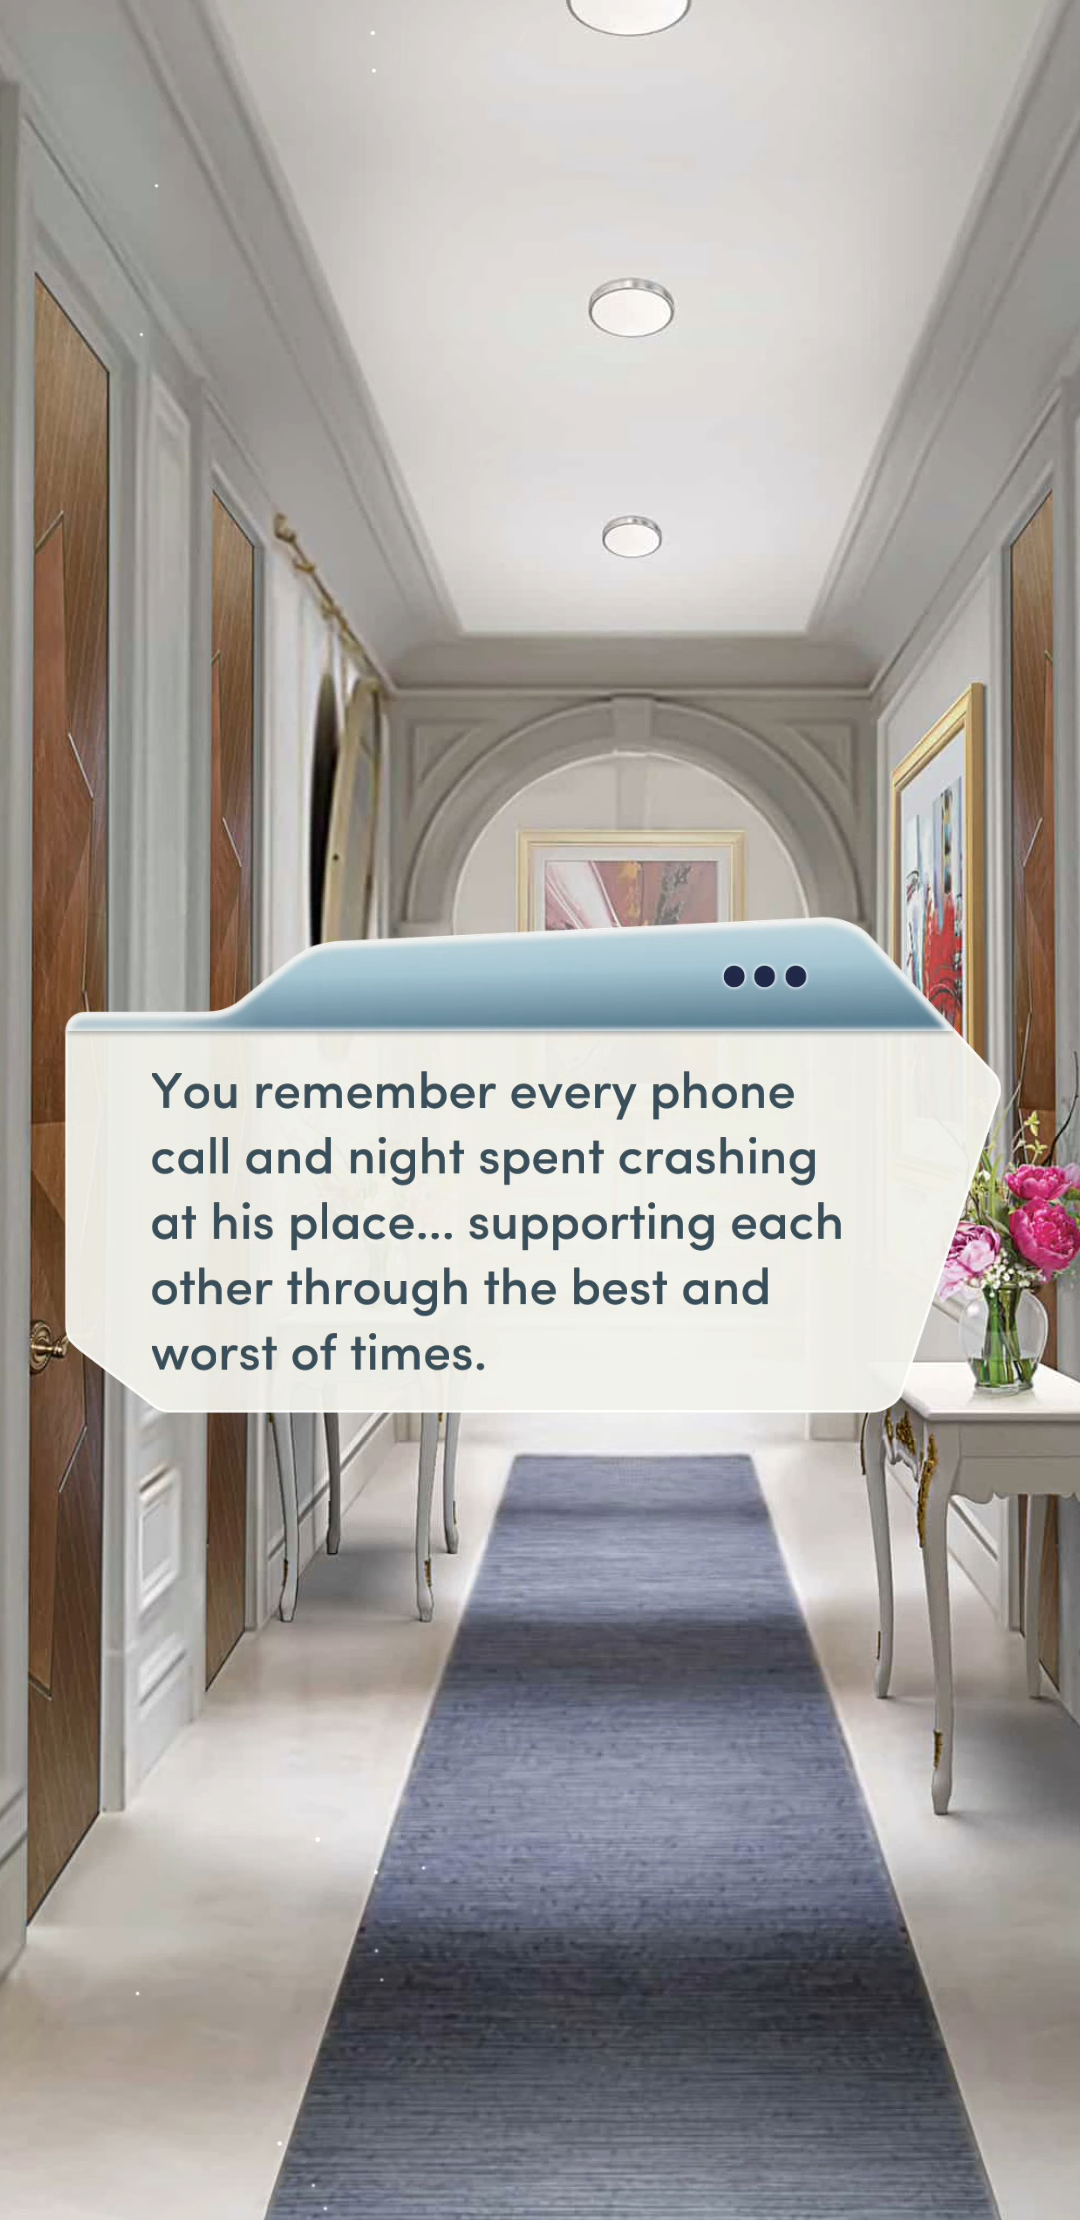 You remember every phone
call and night spent crashing
at his place... supporting each
other through the best and
worst of times.